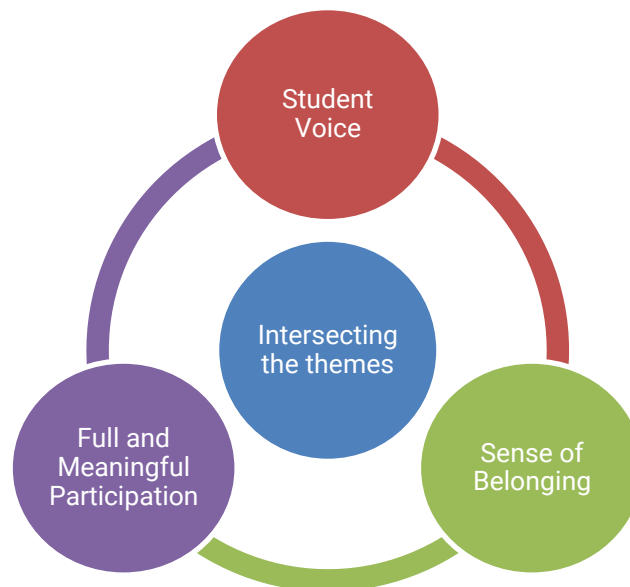 Student
Voice
Intersecting
the themes
Full and
Meaningful
Participation
Sense of
Belonging